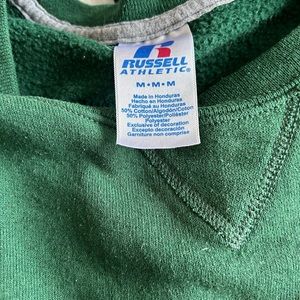 RUSSELL
ATHLETIC®
M•M•M
Made in Honduras
Hecho en Honduras
Fabriqué au Honduras
50% Cotton/Algodón/Coton
50% Polyester/Poliéster
Polyester
Exclusive of decoration
Excepto decoración
Garniture non comprise